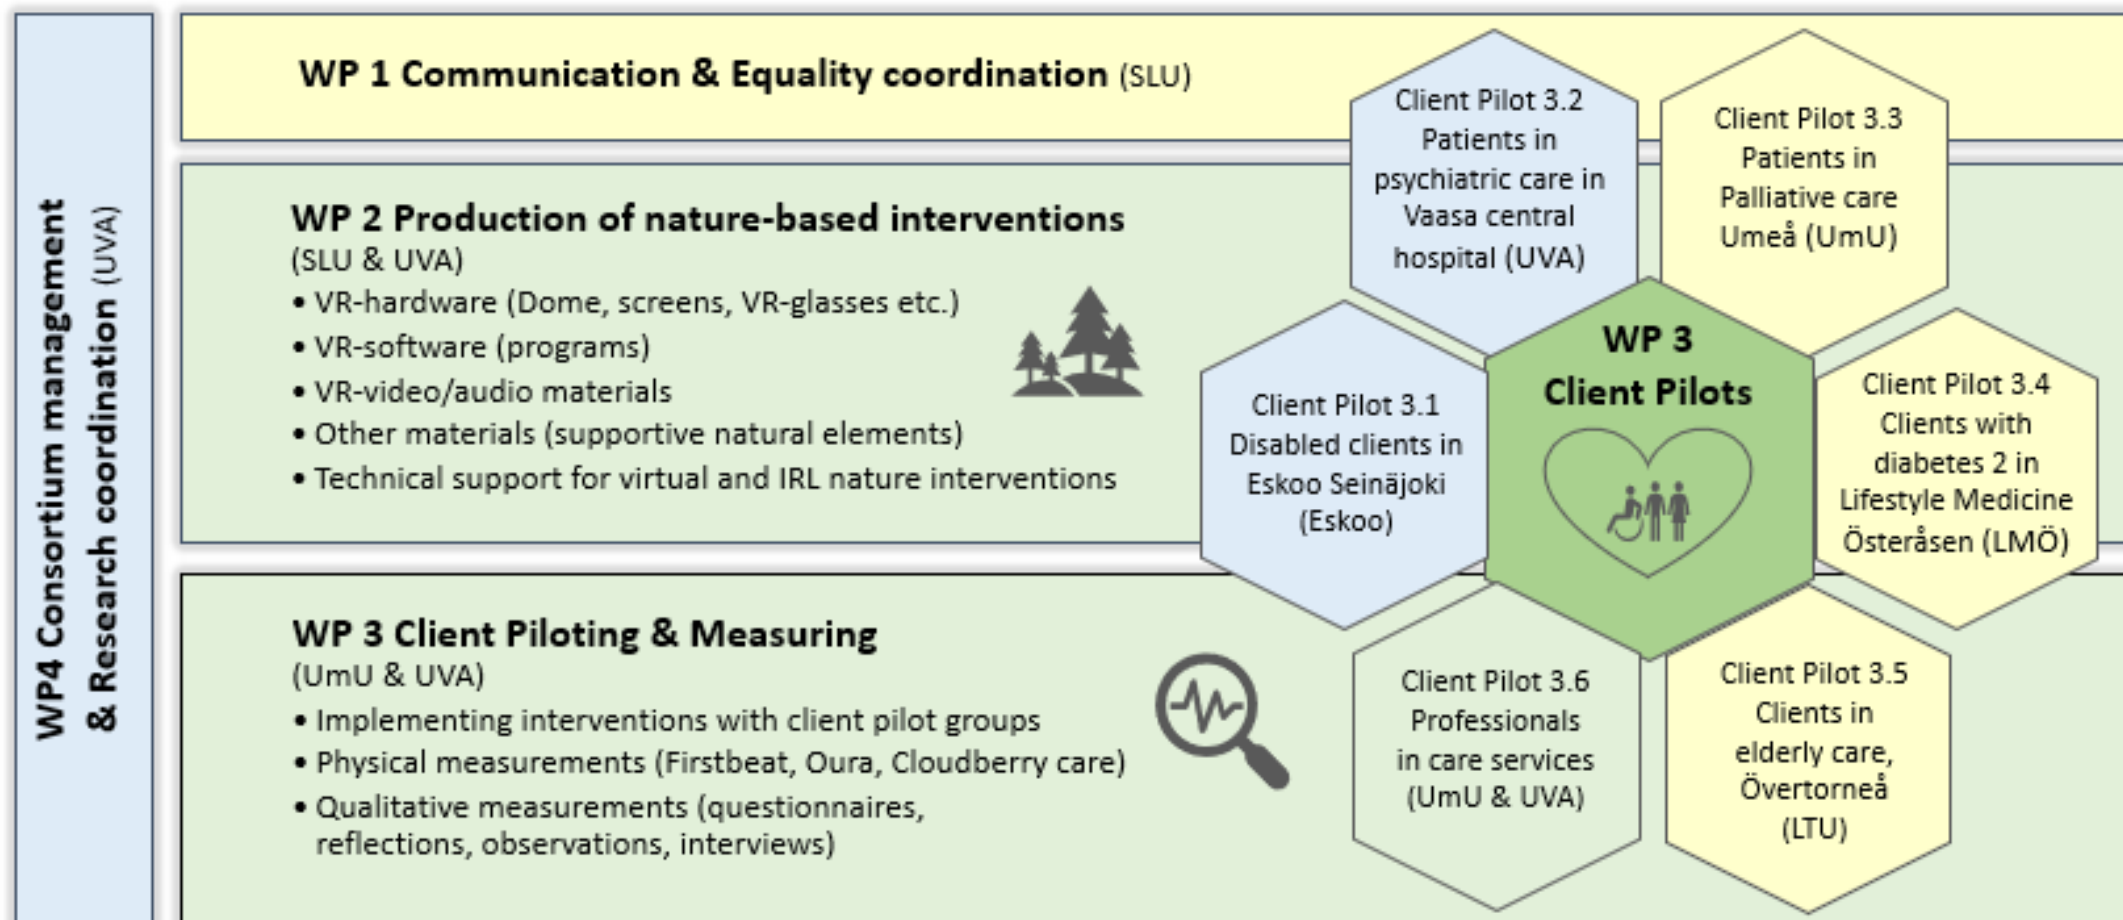 WP4 Consortium management
& Research coordination (UVA)
WP 1 Communication & Equality coordination (SLU)
WP 2 Production of nature-based interventions
(SLU & UVA)
• VR-hardware (Dome, screens, VR-glasses etc.)
• VR-software (programs)
• VR-video/audio materials
• Other materials (supportive natural elements)
• Technical support for virtual and IRL nature interventions
WP 3 Client Piloting & Measuring
(UmU & UVA)
• Implementing interventions with client pilot groups
• Physical measurements (Firstbeat, Oura, Cloudberry care)
• Qualitative measurements (questionnaires,
reflections, observations, interviews)
WP 3
Client Pilots
Client Pilot 3.1
Disabled clients in
Eskoo Seinäjoki
(Eskoo)
Client Pilot 3.2
Patients in
psychiatric care in
Vaasa central
hospital (UVA)
Client Pilot 3.3
Patients in
Palliative care
Umeå (UmU)
Client Pilot 3.4
Clients with
diabetes 2 in
Lifestyle Medicine
Österåsen (LMÖ)
Client Pilot 3.5
Clients in
elderly care,
Övertorneå
(LTU)
Client Pilot 3.6
Professionals
in care services
(UmU & UVA)